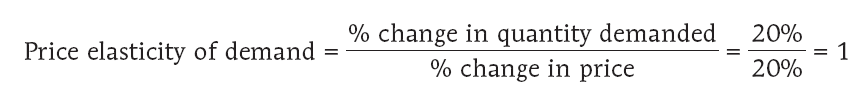 Price elasticity of demand = % change in quantity demanded / % change in price = 20% / 20% = 1